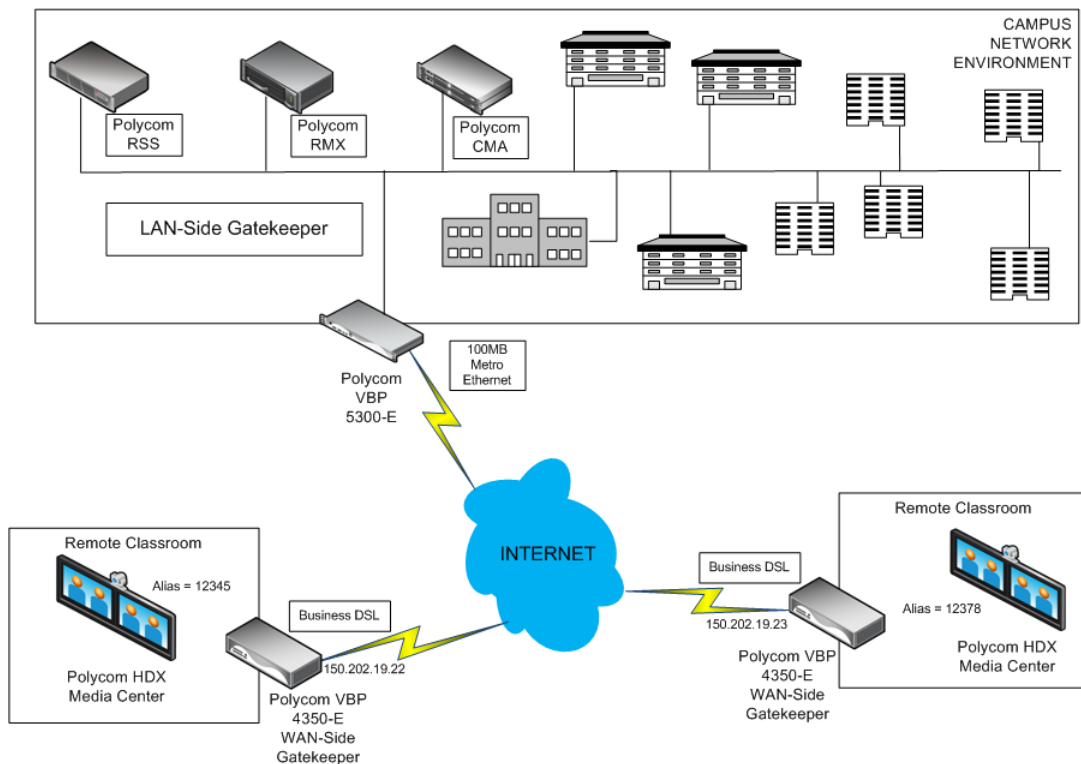 CAMPUS
NETWORK
ENVIRONMENT
Polycom
RSS
Polycom
RMX
Polycom
CMA
LAN-Side Gatekeeper
Polycom
VBP
5300-E
100MB
Metro
Ethernet
INTERNET
Remote Classroom
Alias = 12345
Polycom HDX
Media Center
Business DSL
150.202.19.22
Polycom VBP
4350-E
WAN-Side
Gatekeeper
Business DSL
150.202.19.23
Polycom VBP
4350-E
WAN-Side
Gatekeeper
Remote Classroom
Alias = 12378
Polycom HDX
Media Center